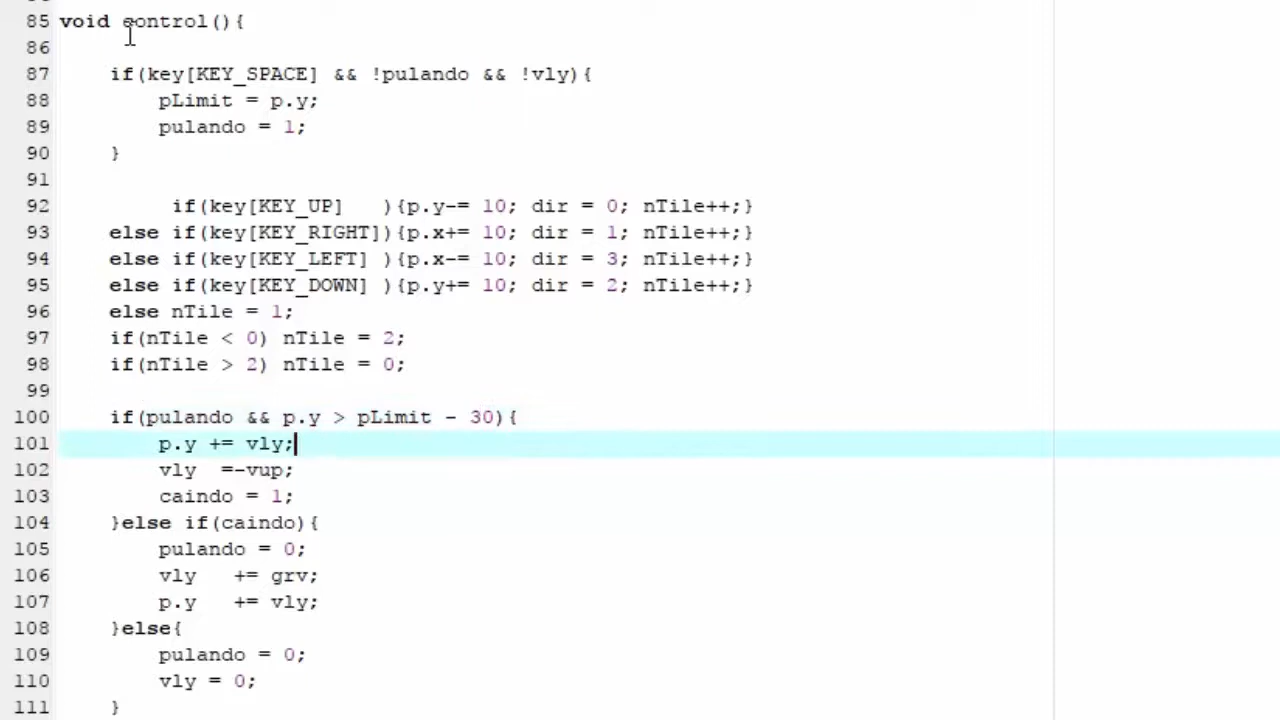 85 void control(){
86
87     if(key[KEY_SPACE] && !pulando && !vly){
88         pLimit = p.y;
89         pulando = 1;
90     }
91
92          if(key[KEY_UP]   ){p.y-= 10; dir = 0; nTile++;}
93     else if(key[KEY_RIGHT]){p.x+= 10; dir = 1; nTile++;}
94     else if(key[KEY_LEFT] ){p.x-= 10; dir = 3; nTile++;}
95     else if(key[KEY_DOWN] ){p.y+= 10; dir = 2; nTile++;}
96     else nTile = 1;
97     if(nTile < 0) nTile = 2;
98     if(nTile > 2) nTile = 0;
99
100     if(pulando && p.y > pLimit - 30){
101         p.y += vly;
102         vly  =-vup;
103         caindo = 1;
104     }else if(caindo){
105         pulando = 0;
106         vly   += grv;
107         p.y   += vly;
108     }else{
109         pulando = 0;
110         vly = 0;
111     }